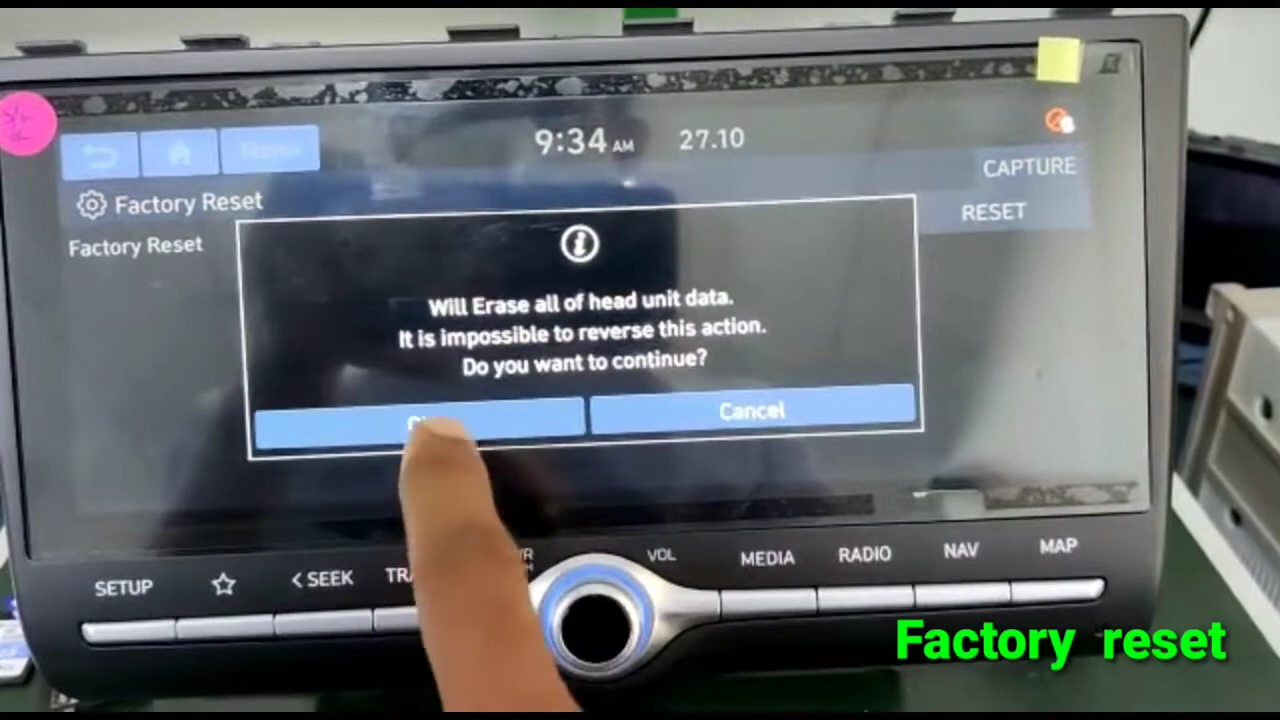 9:34 AM 27.10
CAPTURE
Factory Reset
RESET
Factory Reset
Will Erase all of head unit data.
It is impossible to reverse this action.
Do you want to continue?
Cancel
SETUP
< SEEK
VOL
MEDIA
RADIO
NAV
MAP
Factory reset